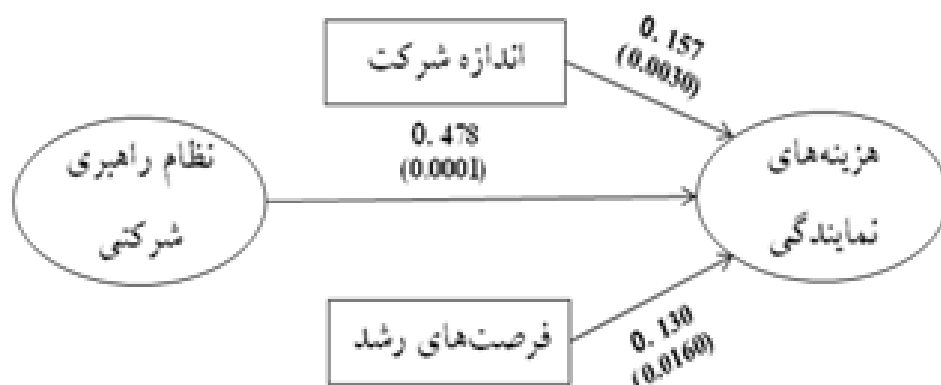 اندازه شرکت
0. 157
(0.0030)
نظام راهبری
شرکتی
0. 478
(0.0001)
هزینه‌های
نمایندگی
فرصت‌های رشد
0. 130
(0.0160)